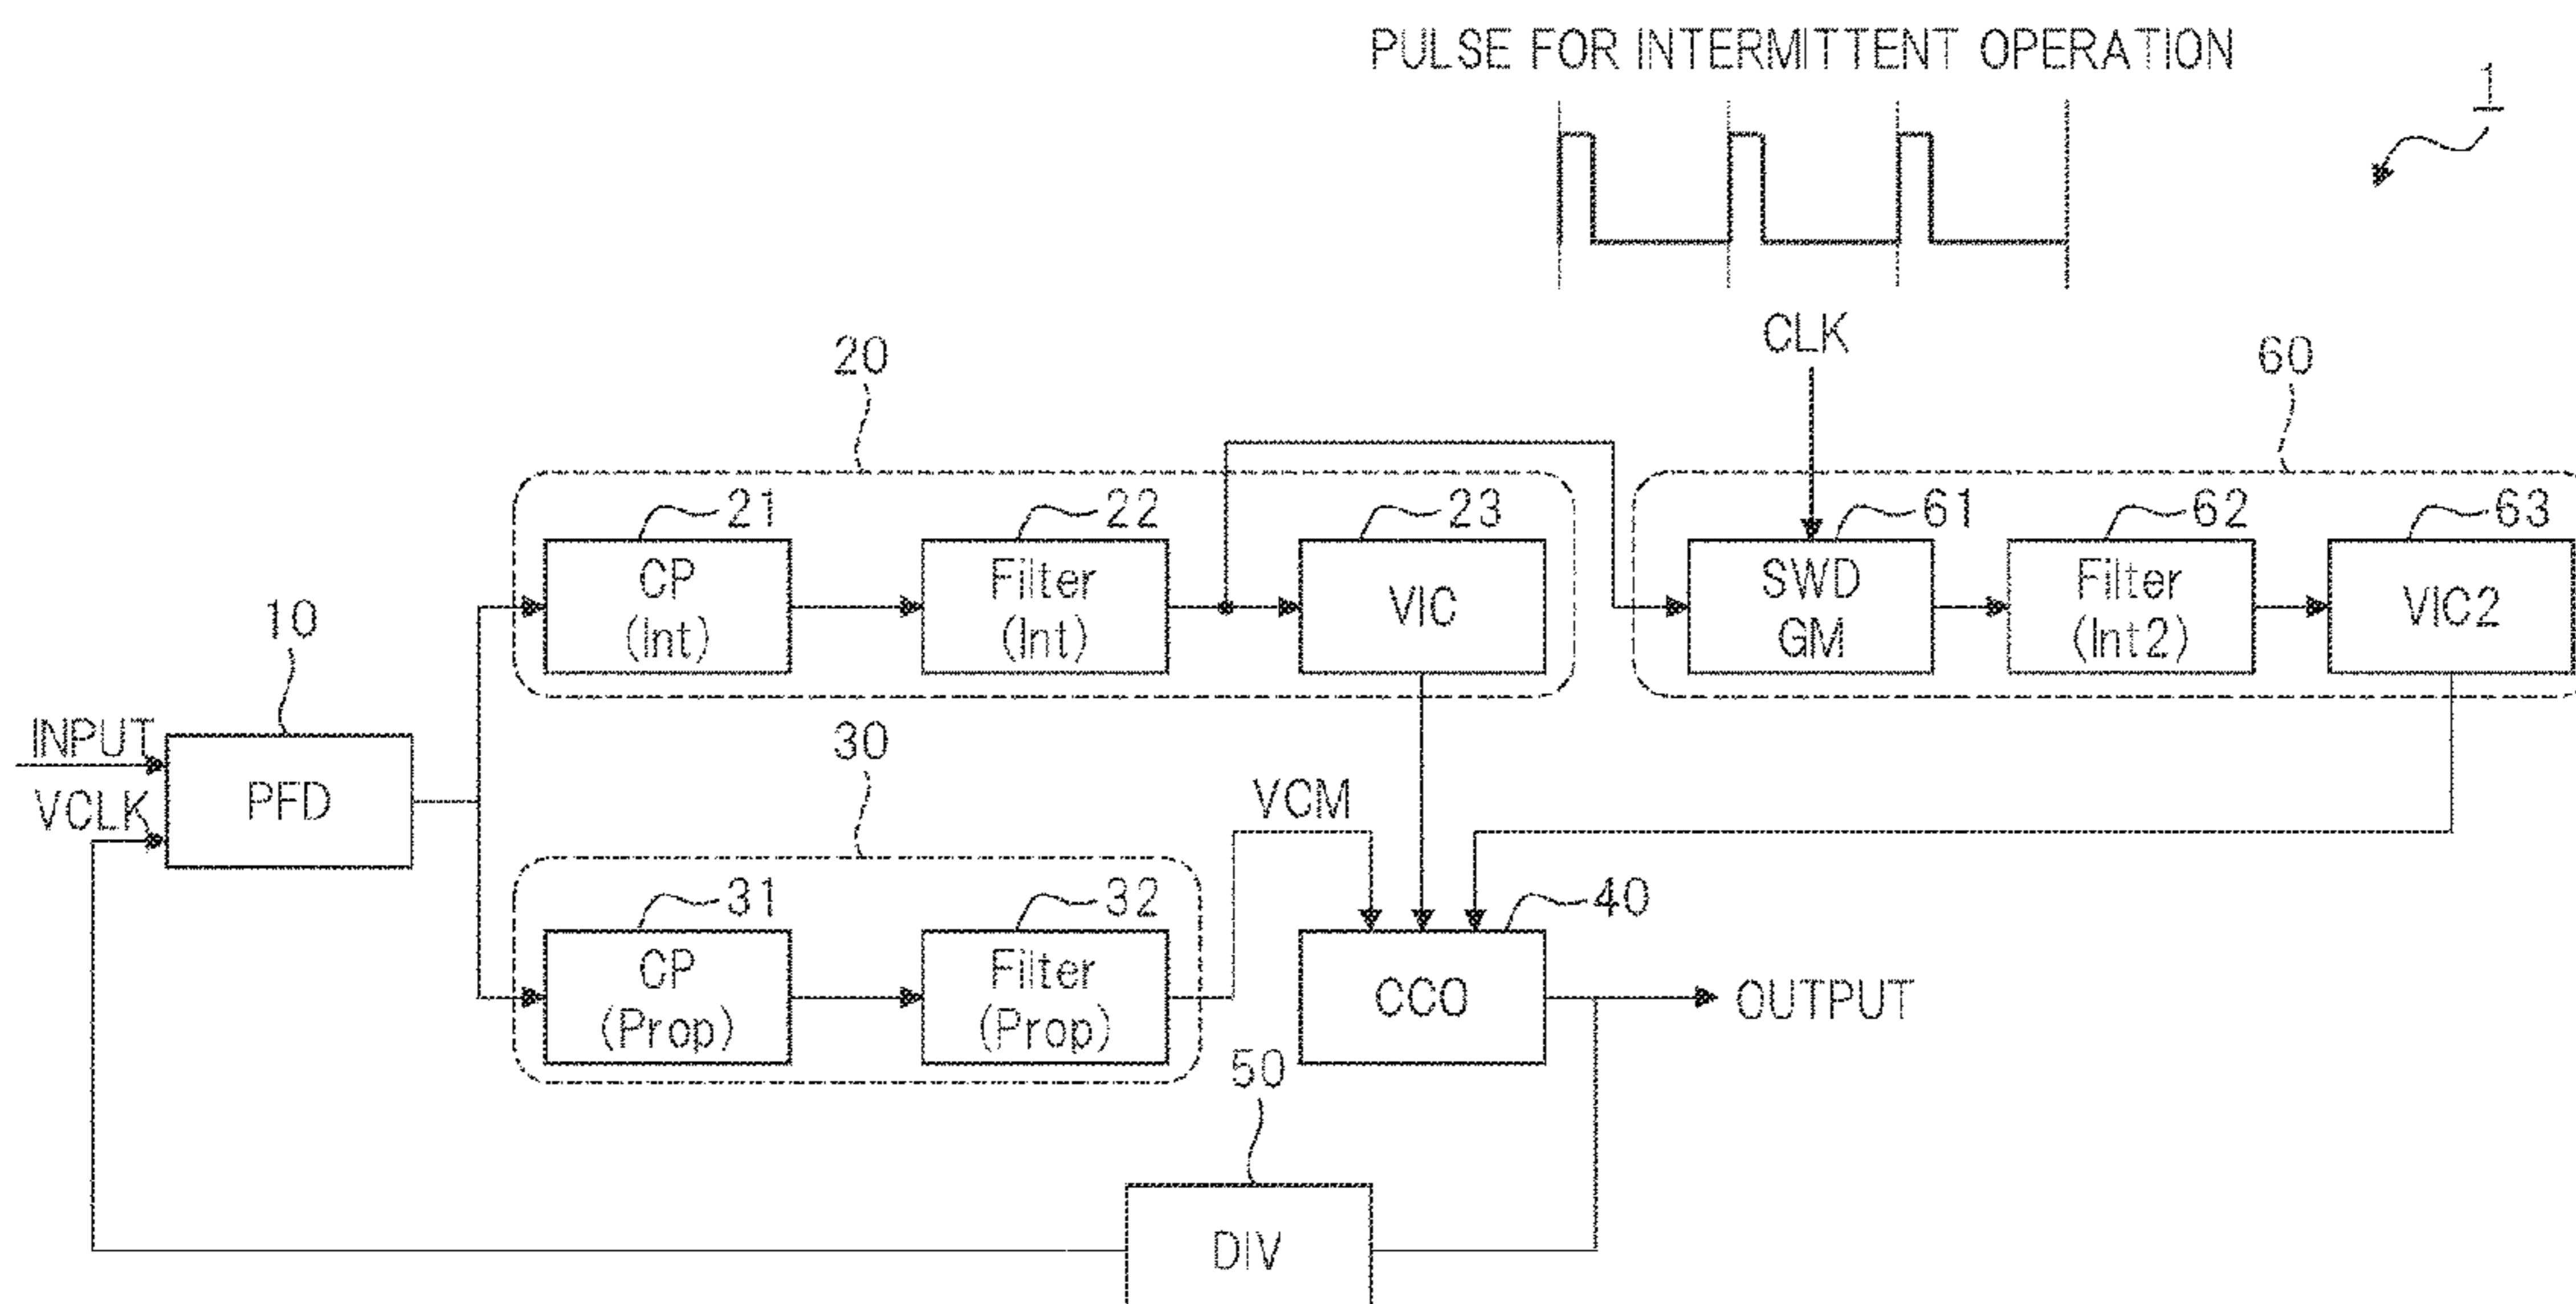 PULSE FOR INTERMITTENT OPERATION
1
CLK
20
60
21
22
23
61
62
63
CP
(Int)
Filter
(Int)
VIC
SWD
GM
Filter
(Int2)
VIC2
10
INPUT
VCLK
PFD
30
VCM
31
32
40
CP
(Prop)
Filter
(Prop)
CCO
OUTPUT
50
DIV